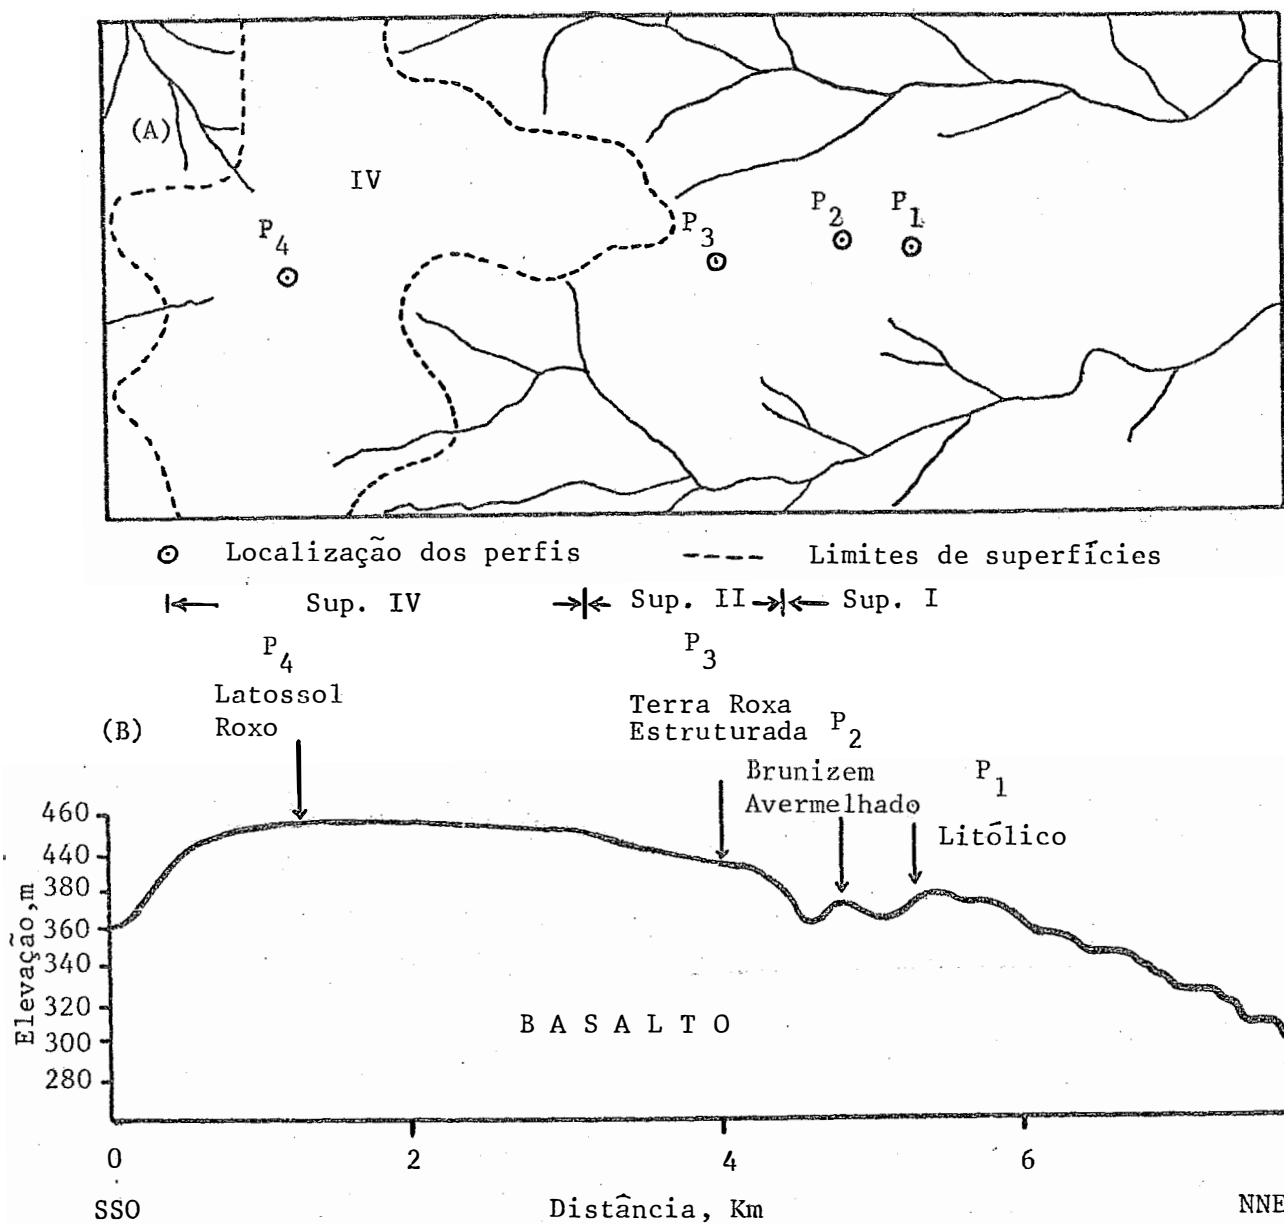 (A)
IV
P4
P3
P2
P1
Localização dos perfis
Limites de superfícies
Sup. IV
Sup. II
Sup. I
P4
Latossol
Roxo
P3
Terra Roxa
Estruturada
P2
Brunizem
Avermelhado
P1
Litólico
(B)
Elevação,m
460
440
380
360
340
320
300
280
BASALTO
0
2
4
6
SSO
Distância, Km
NNE